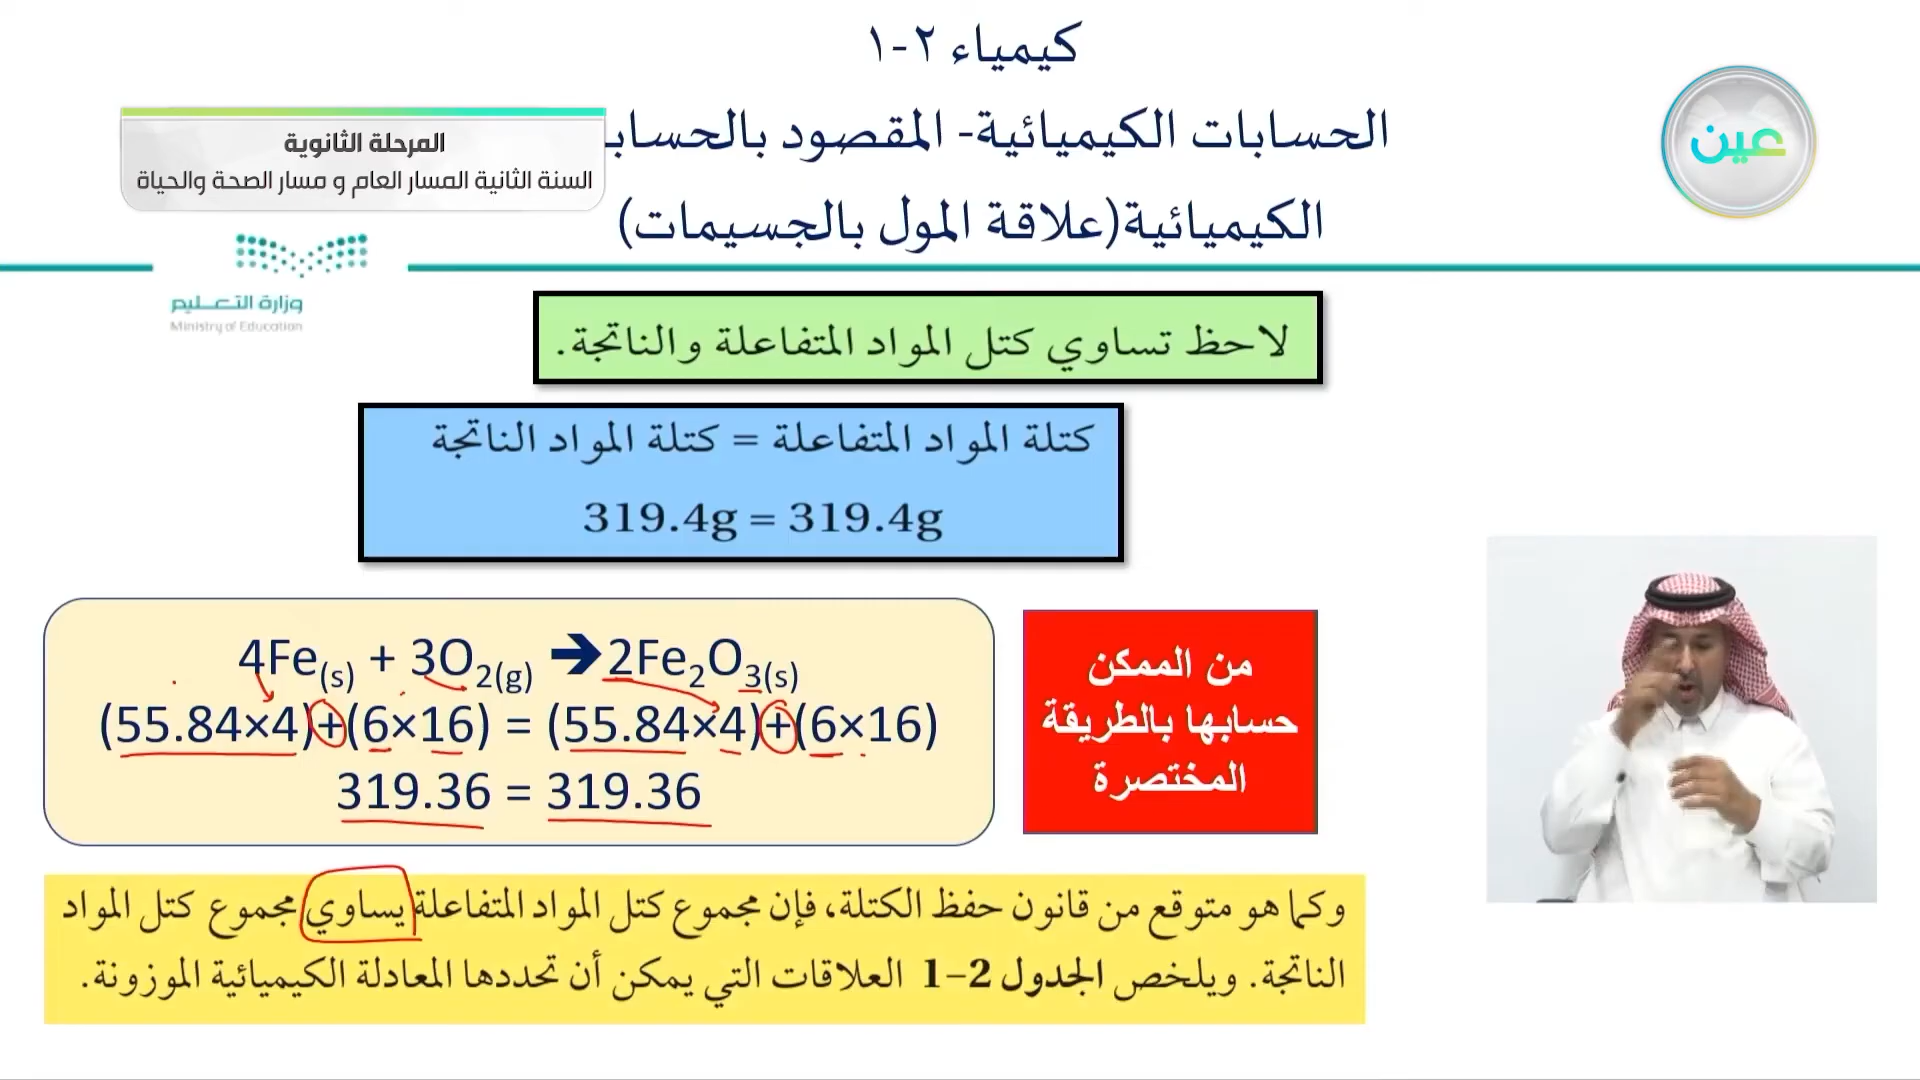 كيمياء ٢-١
الحسابات الكيميائية- المقصود بالحساب
الكيميائية(علاقة المول بالجسيمات)
المرحلة الثانوية
السنة الثانية المسار العام و مسار الصحة والحياة
عين
وزارة التعليم
Ministry of Education
لاحظ تساوي كتل المواد المتفاعلة والناتجة.
كتلة المواد المتفاعلة = كتلة المواد الناتجة
319.4g = 319.4g
4Fe(s) + 3O2(g) ➔2Fe2O3(s)
(55.84×4)+(6×16) = (55.84×4)+(6×16)
319.36 = 319.36
من الممكن
حسابها بالطريقة
المختصرة
وكما هو متوقع من قانون حفظ الكتلة، فإن مجموع كتل المواد المتفاعلة يساوي مجموع كتل المواد
الناتجة. ويلخص الجدول 2–1 العلاقات التي يمكن أن تحددها المعادلة الكيميائية الموزونة.